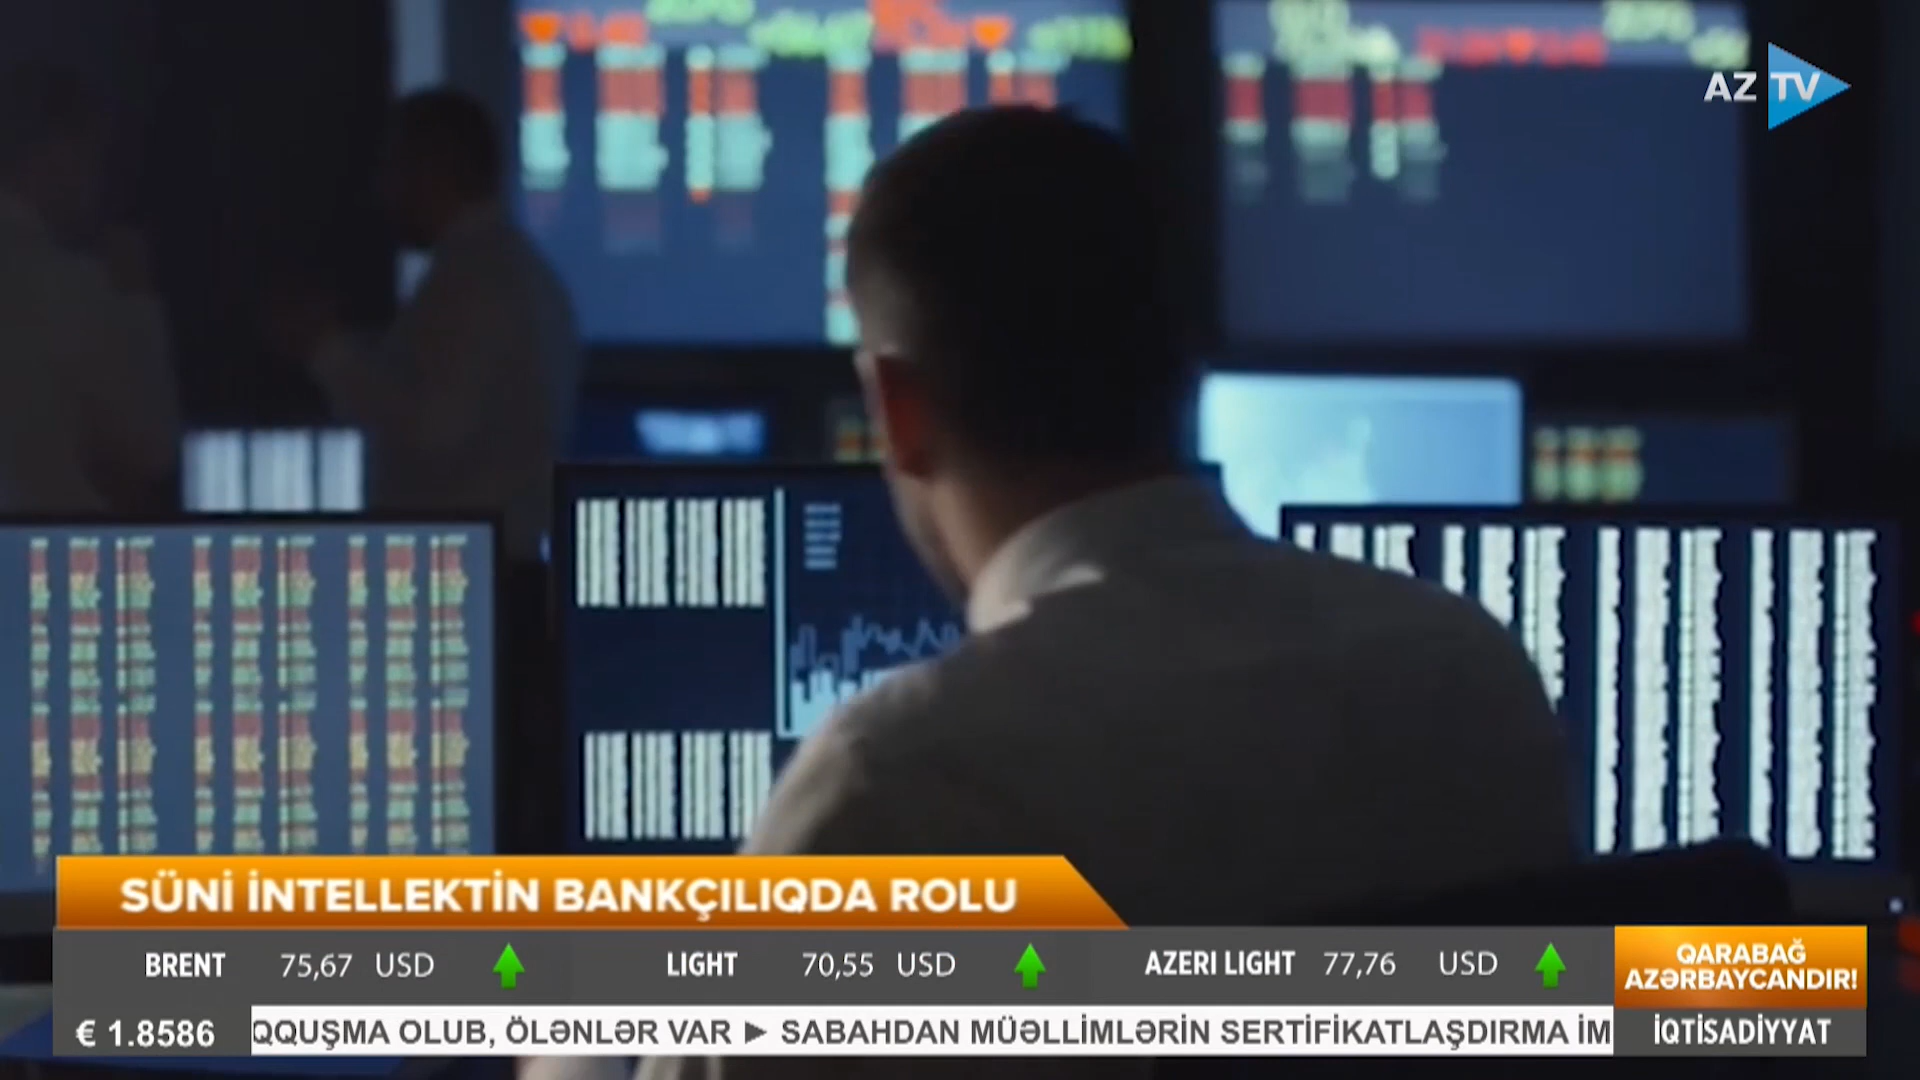 AZ TV
SÜNİ İNTELLEKTİN BANKÇILIQDA ROLU
BRENT 75,67 USD LIGHT 70,55 USD AZERI LIGHT 77,76 USD
QARABAĞ
AZƏRBAYCANDIR!
€ 1.8586 QQUŞMA OLUB, ÖLƏNLƏR VAR ► SABAHDAN MÜƏLLİMLƏRİN SERTİFİKATLAŞDIRMA İM
İQTİSADİYYAT